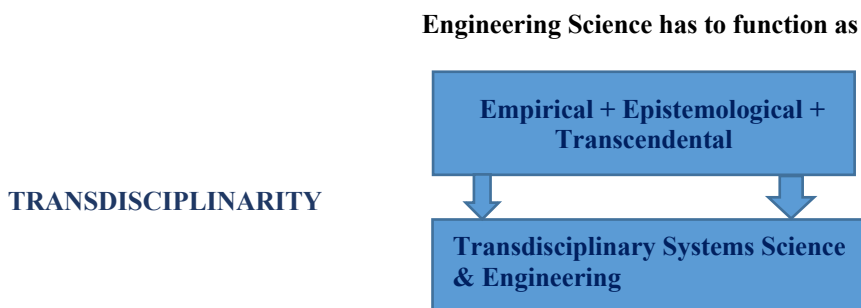 Engineering Science has to function as
Empirical + Epistemological +
Transcendental
TRANSDISCIPLINARITY
Transdisciplinary Systems Science
& Engineering